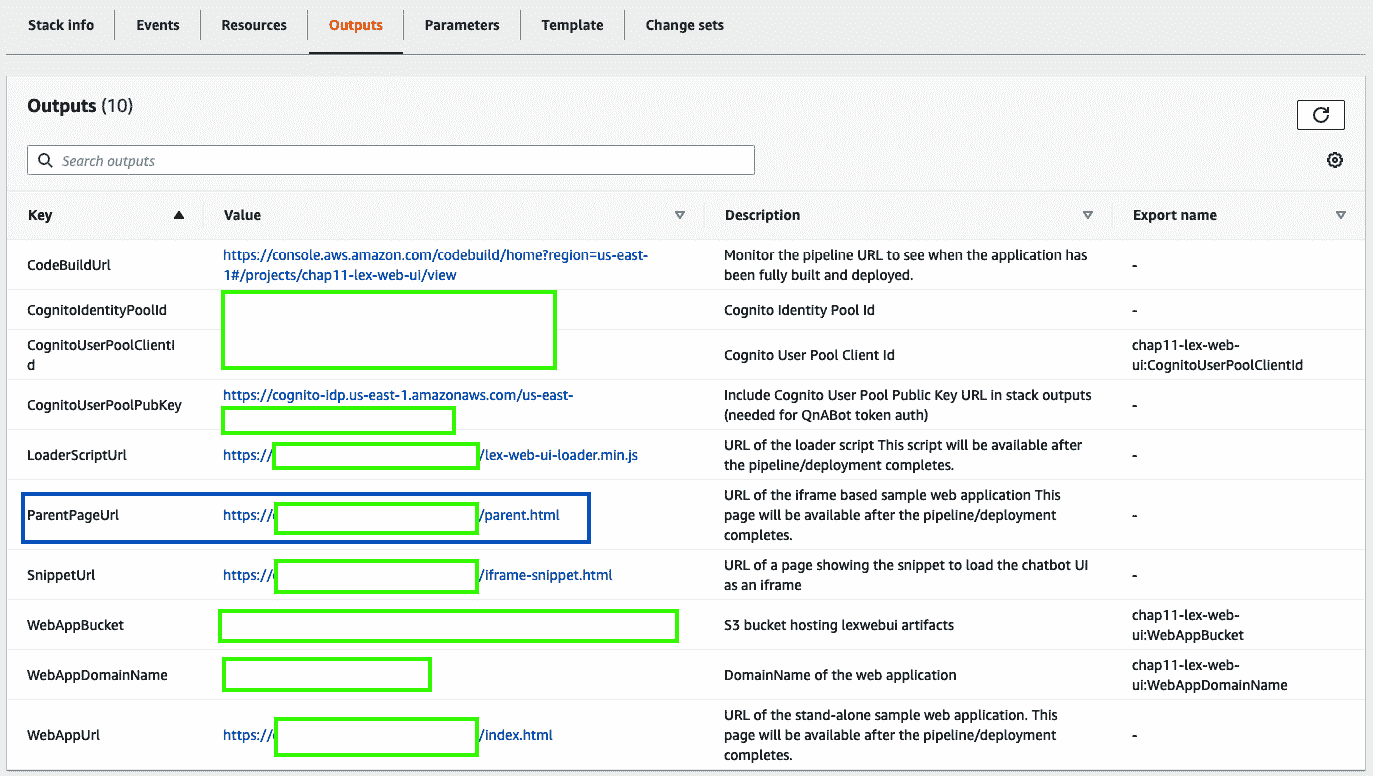 Stack info
Events
Resources
Outputs
Parameters
Template
Change sets
Outputs (10)
Search outputs
Key
Value
Description
Export name
CodeBuildUrl
https://console.aws.amazon.com/codebuild/home?region=us-east-
1#/projects/chap11-lex-web-ui/view
Monitor the pipeline URL to see when the application has
been fully built and deployed.
-
CognitoIdentityPoolId
Cognito Identity Pool Id
-
CognitoUserPoolClientI
d
Cognito User Pool Client Id
chap11-lex-web-
ui:CognitoUserPoolClientId
CognitoUserPoolPubKey
https://cognito-idp.us-east-1.amazonaws.com/us-east-
Include Cognito User Pool Public Key URL in stack outputs
(needed for QnABot token auth)
-
LoaderScriptUrl
https:// /lex-web-ui-loader.min.js
URL of the loader script This script will be available after
the pipeline/deployment completes.
-
ParentPageUrl
https:// /parent.html
URL of the iframe based sample web application This
page will be available after the pipeline/deployment
completes.
-
SnippetUrl
https:// /iframe-snippet.html
URL of a page showing the snippet to load the chatbot UI
as an iframe
-
WebAppBucket
S3 bucket hosting lexwebui artifacts
chap11-lex-web-
ui:WebAppBucket
WebAppDomainName
DomainName of the web application
chap11-lex-web-
ui:WebAppDomainName
WebAppUrl
https:// /index.html
URL of the stand-alone sample web application. This
page will be available after the pipeline/deployment
completes.
-